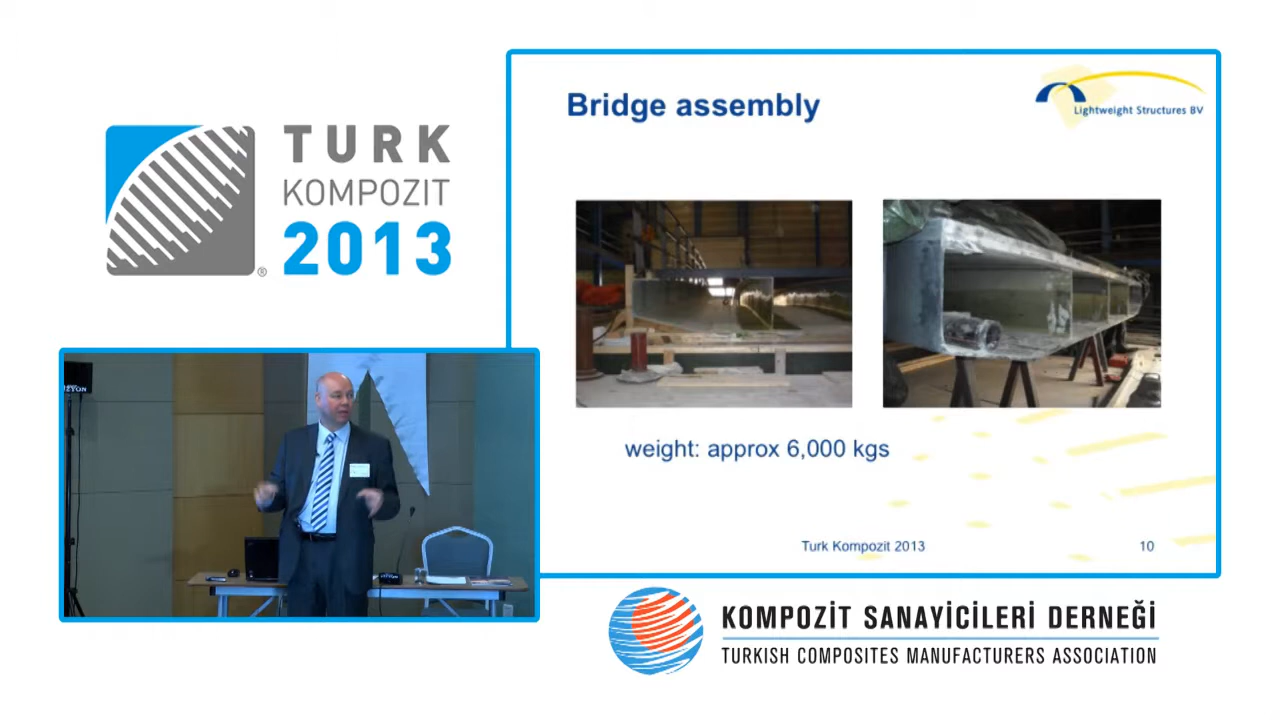 TURK
KOMPOZIT
2013
®
Bridge assembly
Lightweight Structures BV
weight: approx 6,000 kgs
Turk Kompozit 2013
10
KOMPOZİT SANAYİCİLERİ DERNEĞİ
TURKISH COMPOSITES MANUFACTURERS ASSOCIATION